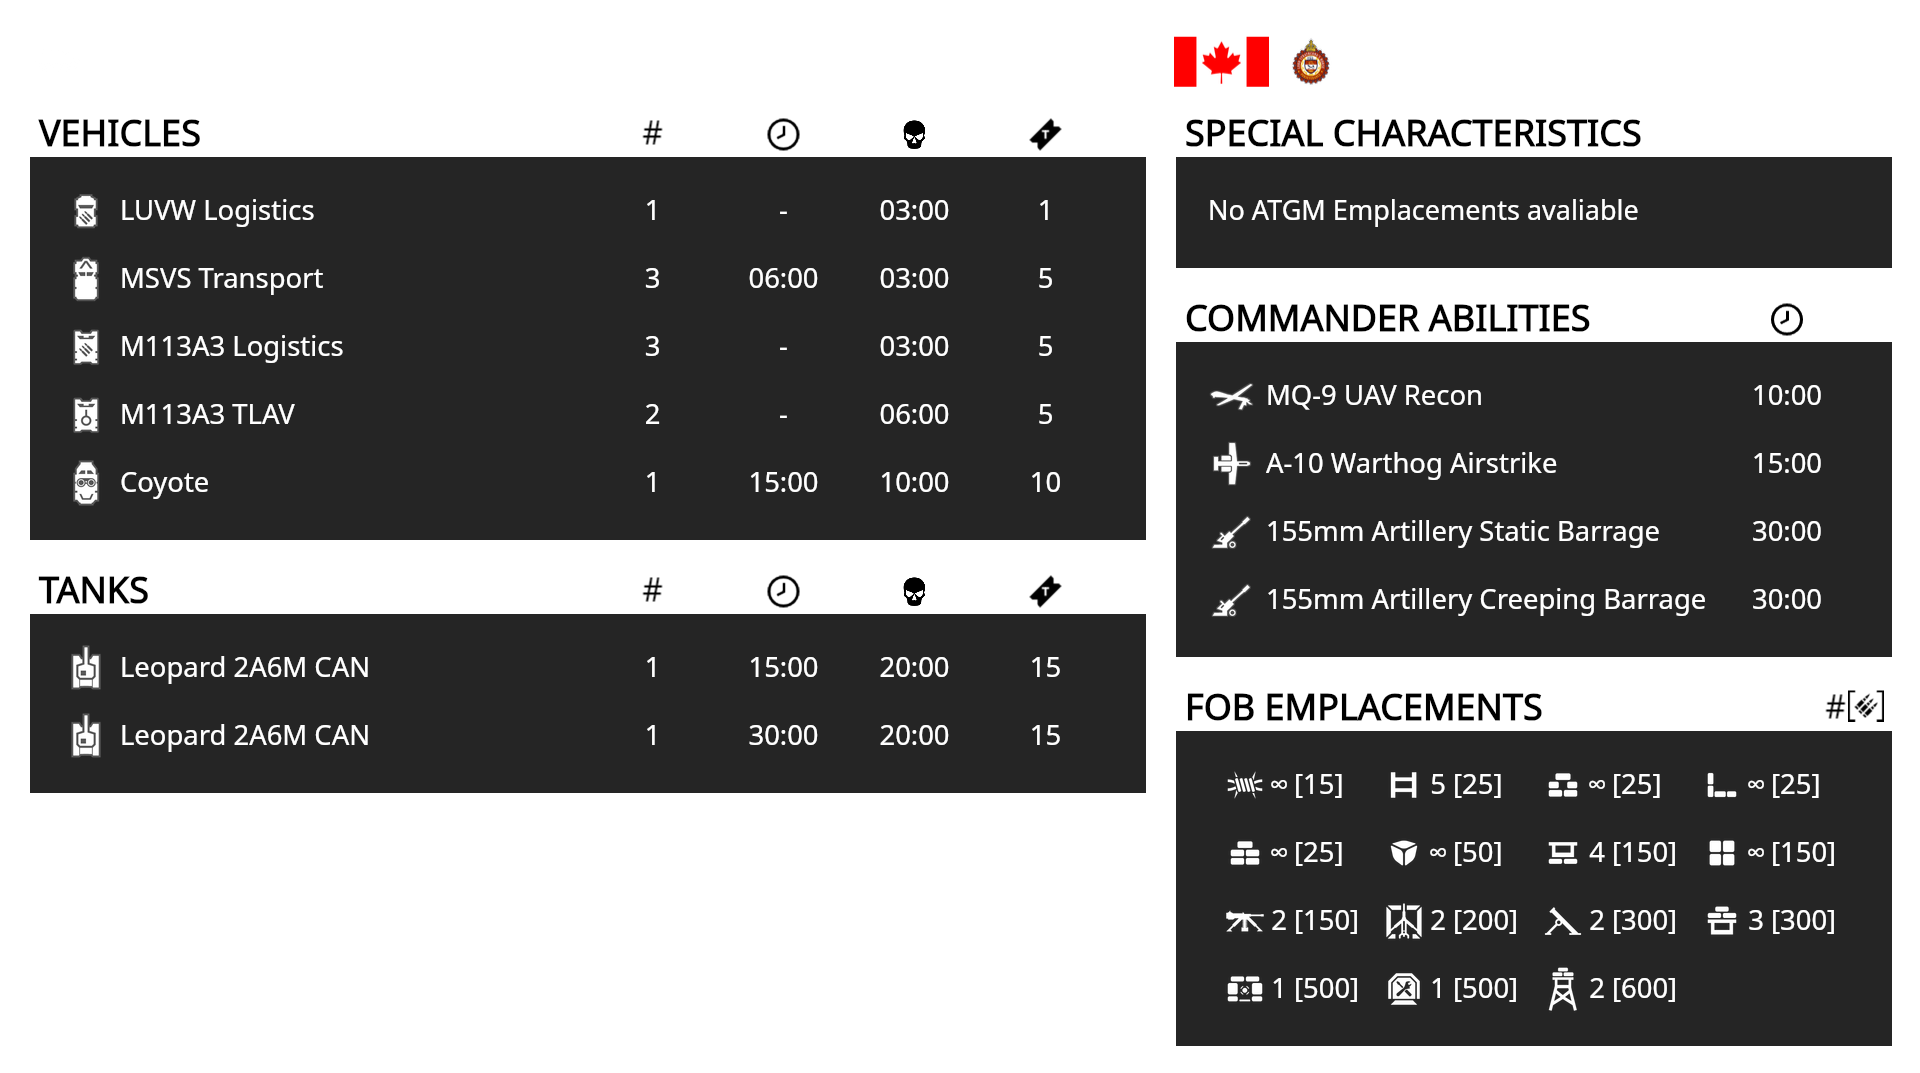 VEHICLES #
LUVW Logistics 1 - 03:00 1
MSVS Transport 3 06:00 03:00 5
M113A3 Logistics 3 - 03:00 5
M113A3 TLAV 2 - 06:00 5
Coyote 1 15:00 10:00 10
TANKS #
Leopard 2A6M CAN 1 15:00 20:00 15
Leopard 2A6M CAN 1 30:00 20:00 15
SPECIAL CHARACTERISTICS
No ATGM Emplacements avaliable
COMMANDER ABILITIES
MQ-9 UAV Recon 10:00
A-10 Warthog Airstrike 15:00
155mm Artillery Static Barrage 30:00
155mm Artillery Creeping Barrage 30:00
FOB EMPLACEMENTS #[]
∞ [15] 5 [25] ∞ [25] ∞ [25]
∞ [25] ∞ [50] 4 [150] ∞ [150]
2 [150] 2 [200] 2 [300] 3 [300]
1 [500] 1 [500] 2 [600]